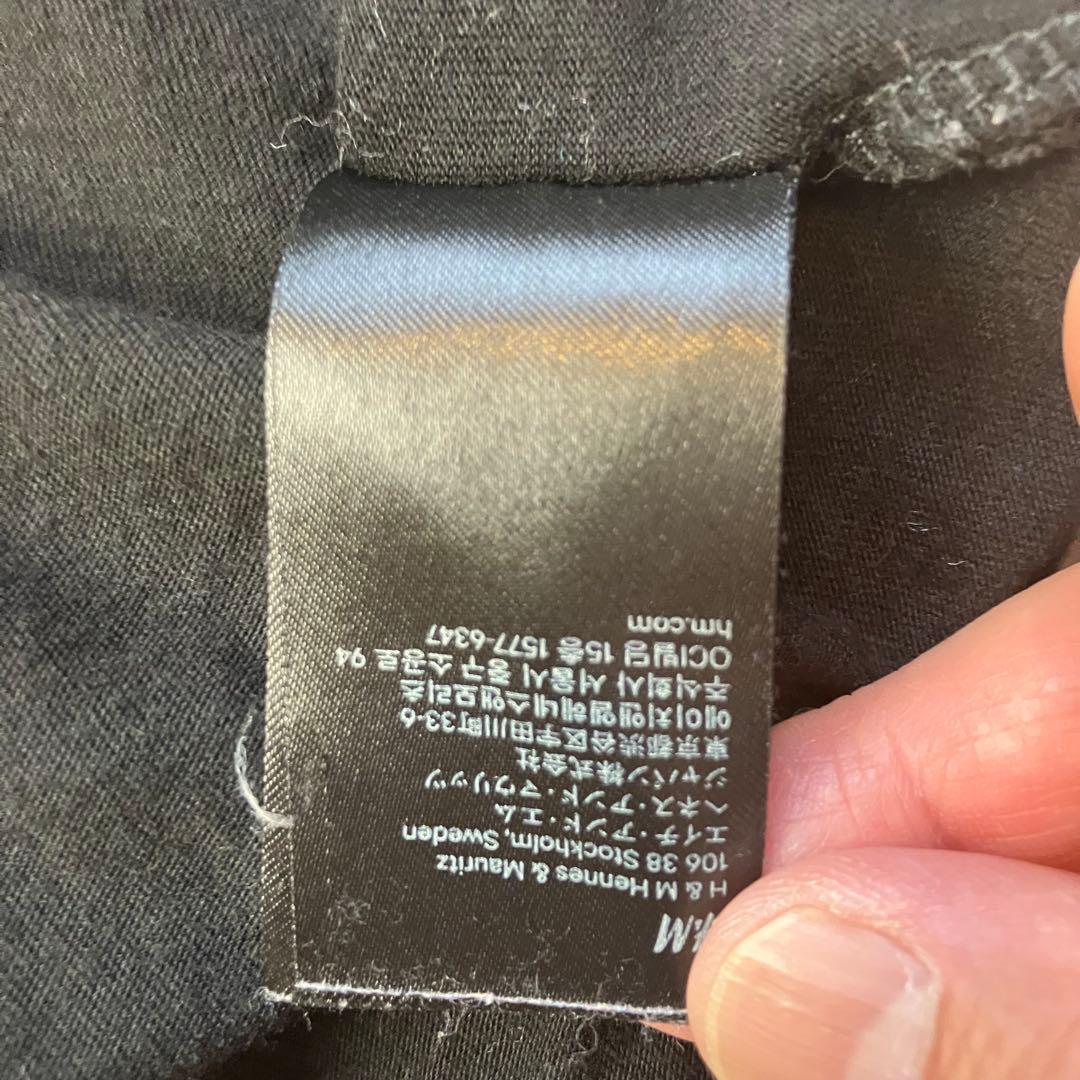 H&M
H & M Hennes & Mauritz
106 38 Stockholm, Sweden
エイチ・アンド・エム
ヘネス・アンド・マウリッツ
ジャパン株式会社
東京都渋谷区宇田川町33-6
에이치앤엠헤네스앤모리츠
주식회사 서울시 중구 소공로 94
OCI빌딩 15층 1577-6347
hm.com